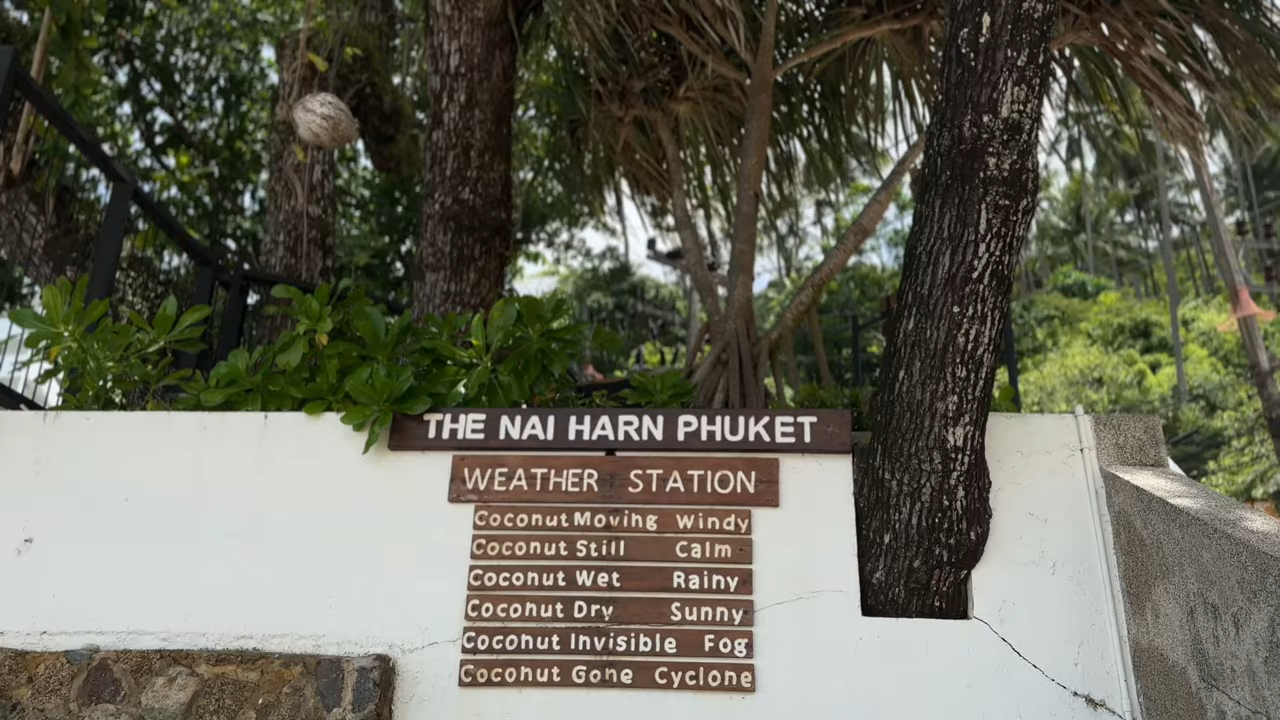 THE NAI HARN PHUKET
WEATHER STATION
Coconut Moving Windy
Coconut Still Calm
Coconut Wet Rainy
Coconut Dry Sunny
Coconut Invisible Fog
Coconut Gone Cyclone